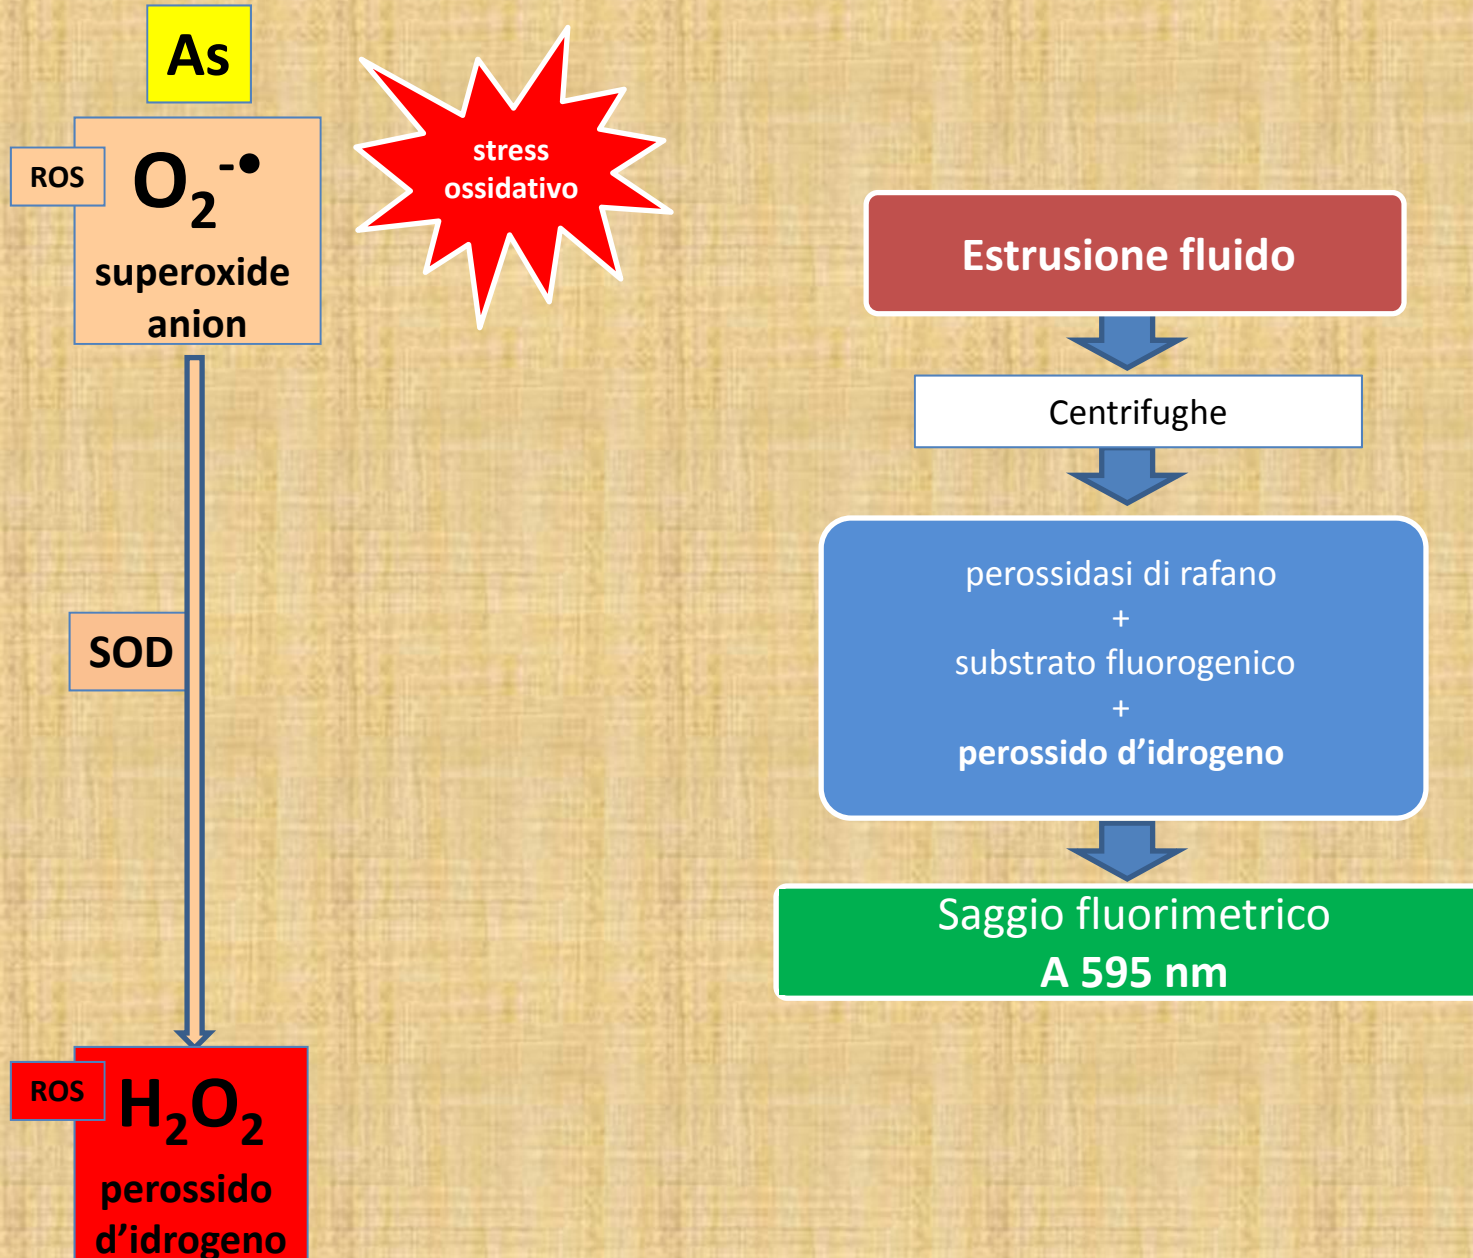 As
ROS
O₂⁻•
superoxide
anion
stress
ossidativo
SOD
ROS
H₂O₂
perossido
d’idrogeno
Estrusione fluido
Centrifughe
perossidasi di rafano
+
substrato fluorogenico
+
perossido d’idrogeno
Saggio fluorimetrico
A 595 nm